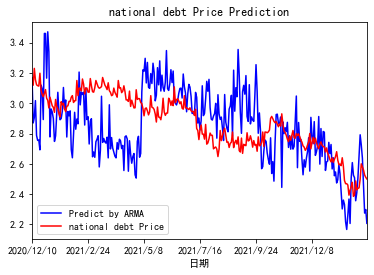 national debt Price Prediction
3.4
3.2
3.0
2.8
2.6
2.4
2.2
Predict by ARMA
national debt Price
2020/12/10 2021/2/24 2021/5/8 2021/7/16 2021/9/24 2021/12/8
日期